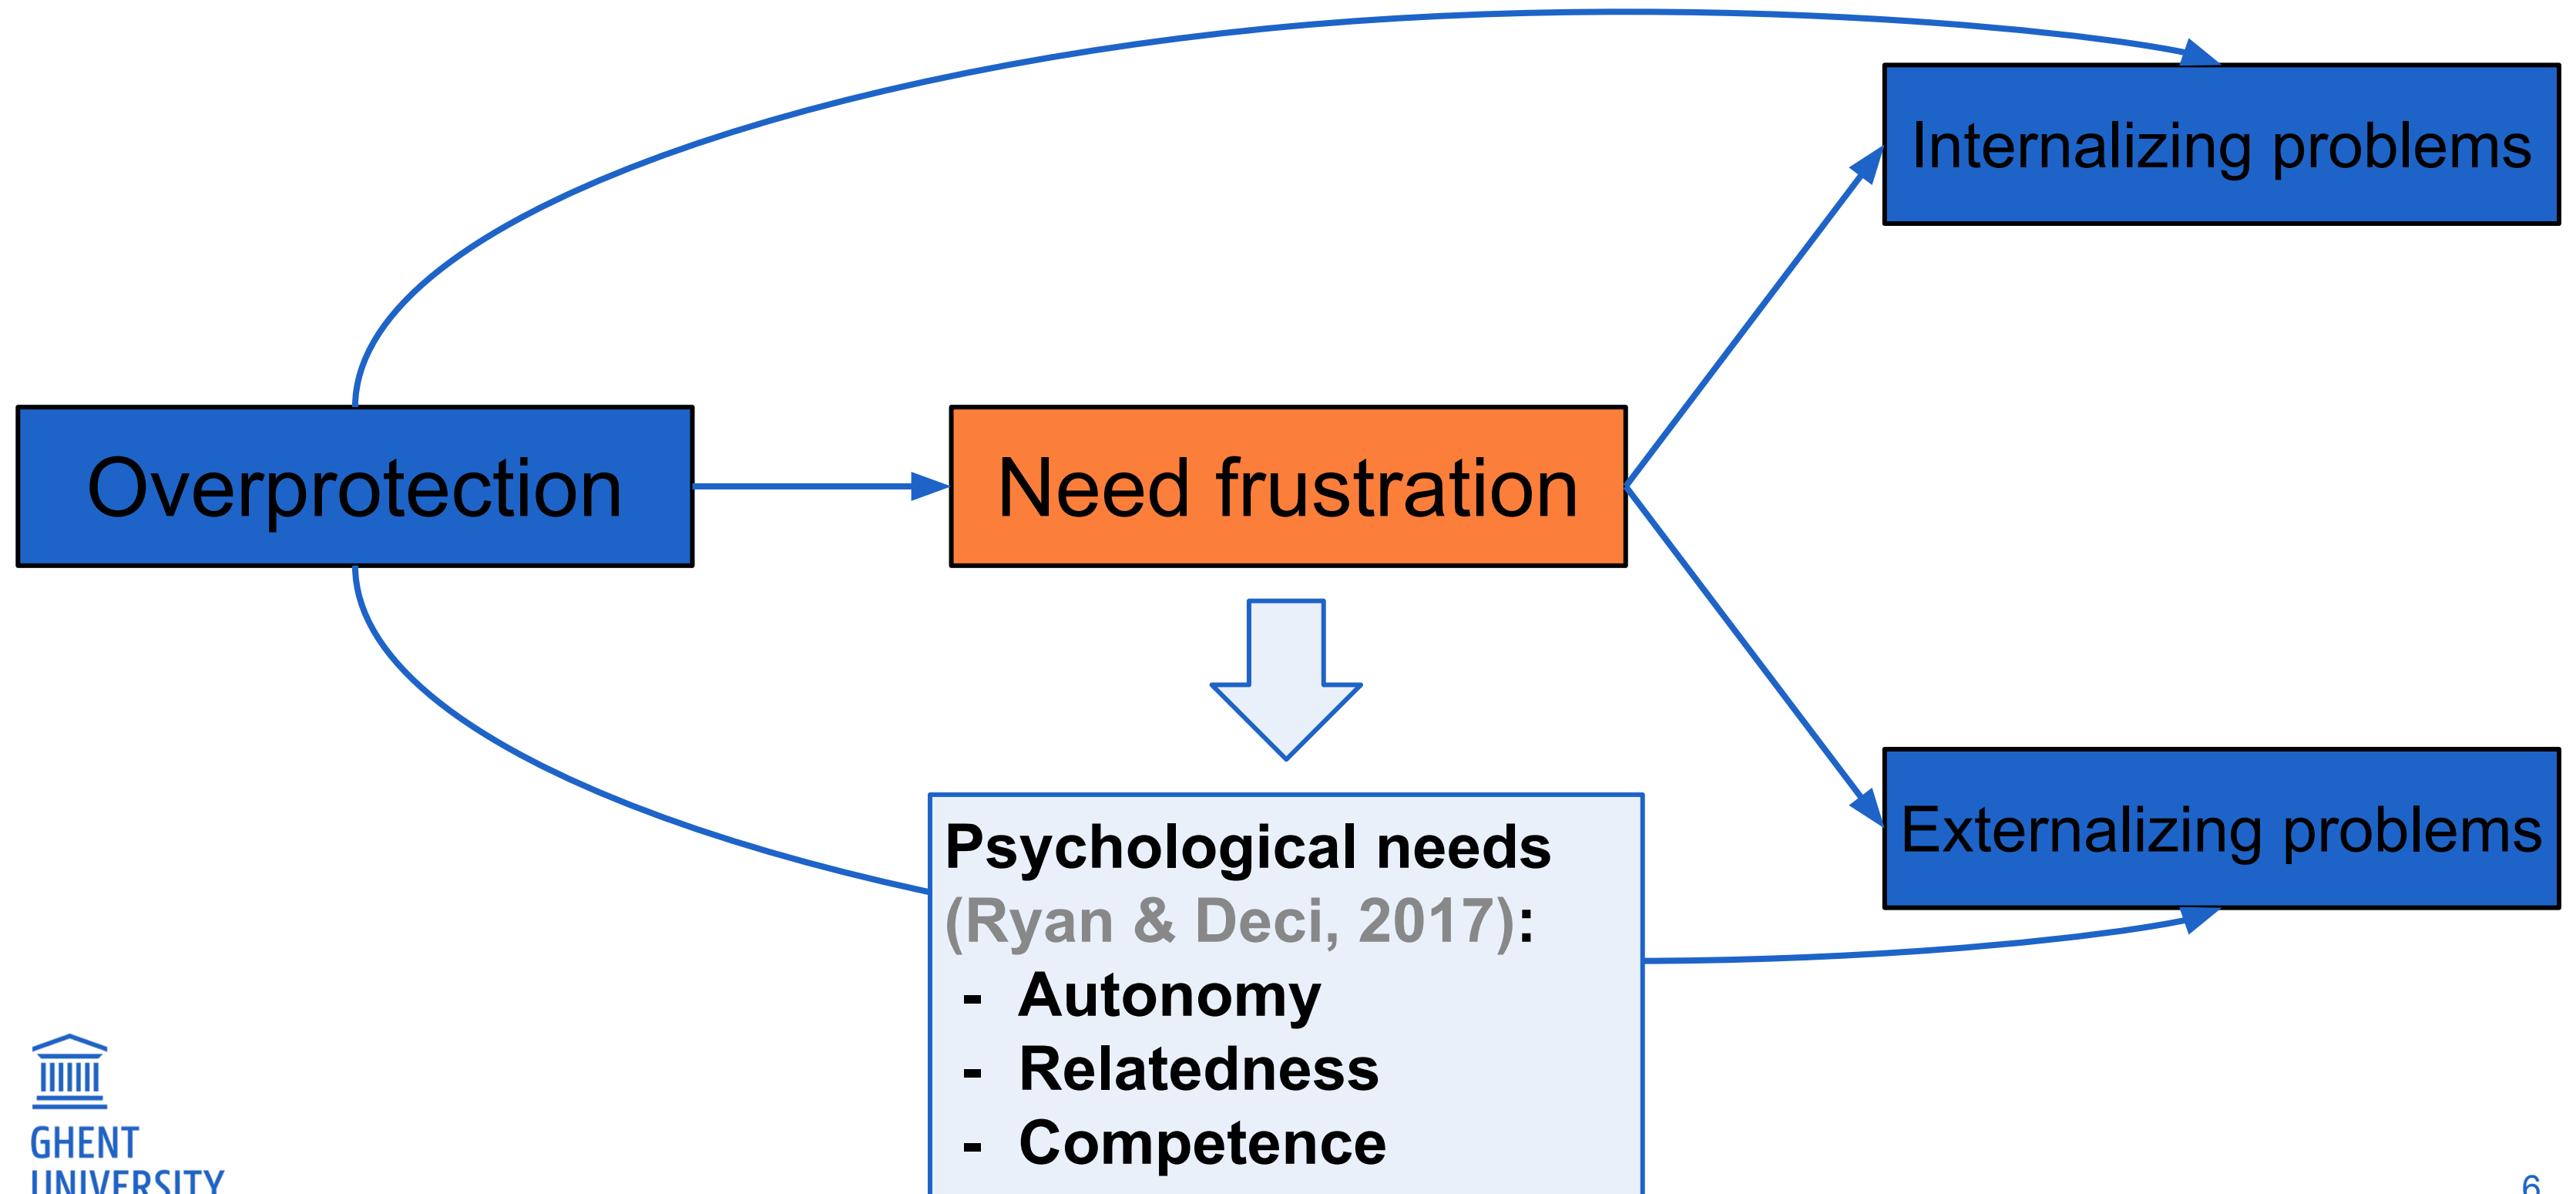 Internalizing problems
Overprotection
Need frustration
Externalizing problems
Psychological needs
(Ryan & Deci, 2017):
- Autonomy
- Relatedness
- Competence
GHENT
UNIVERSITY
6